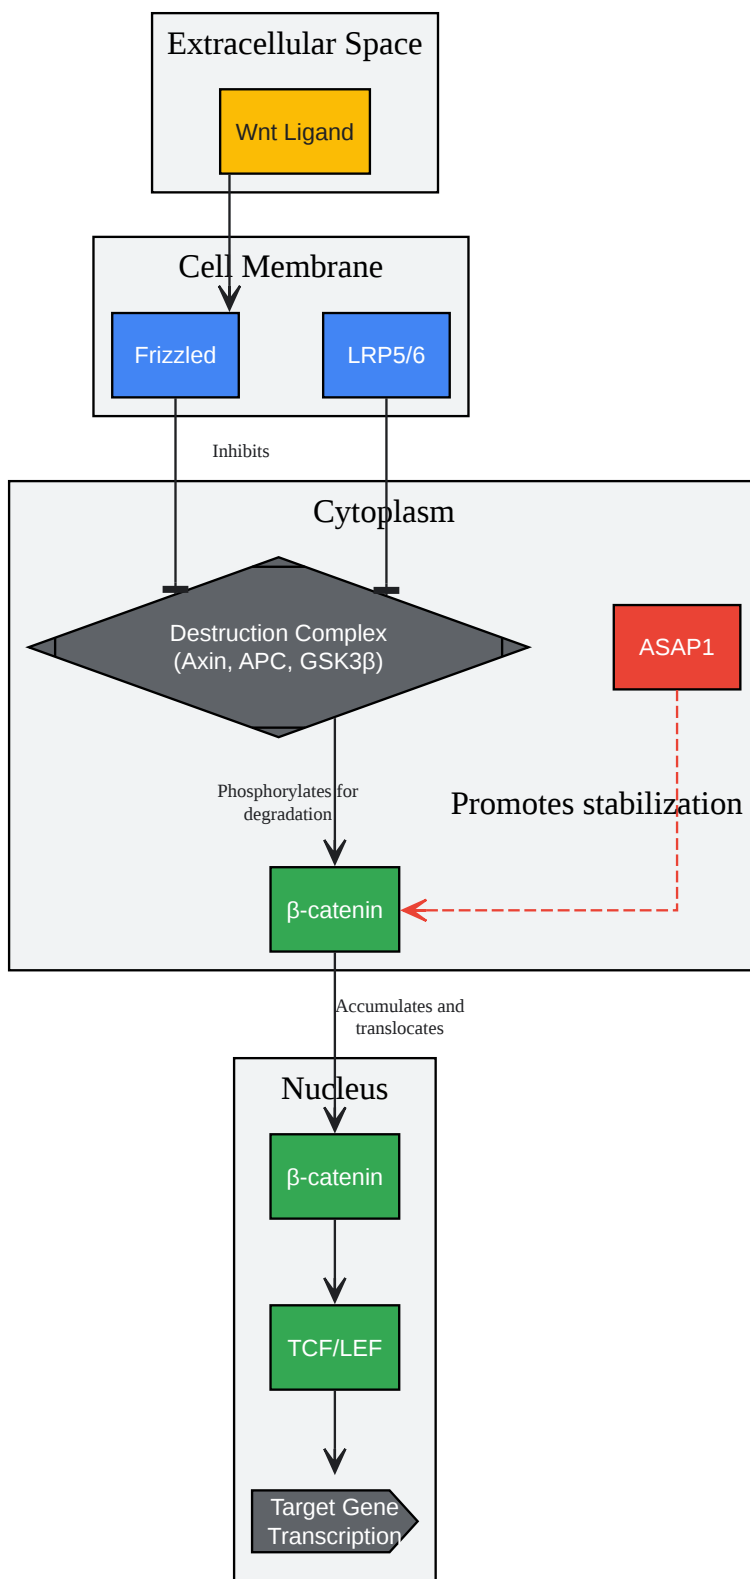 Extracellular Space
Wnt Ligand
Cell Membrane
Frizzled
LRP5/6
Inhibits
Cytoplasm
Destruction Complex
(Axin, APC, GSK3β)
ASAP1
Phosphorylates for
degradation
Promotes stabilization
β-catenin
Accumulates and
translocates
Nucleus
β-catenin
TCF/LEF
Target Gene
Transcription